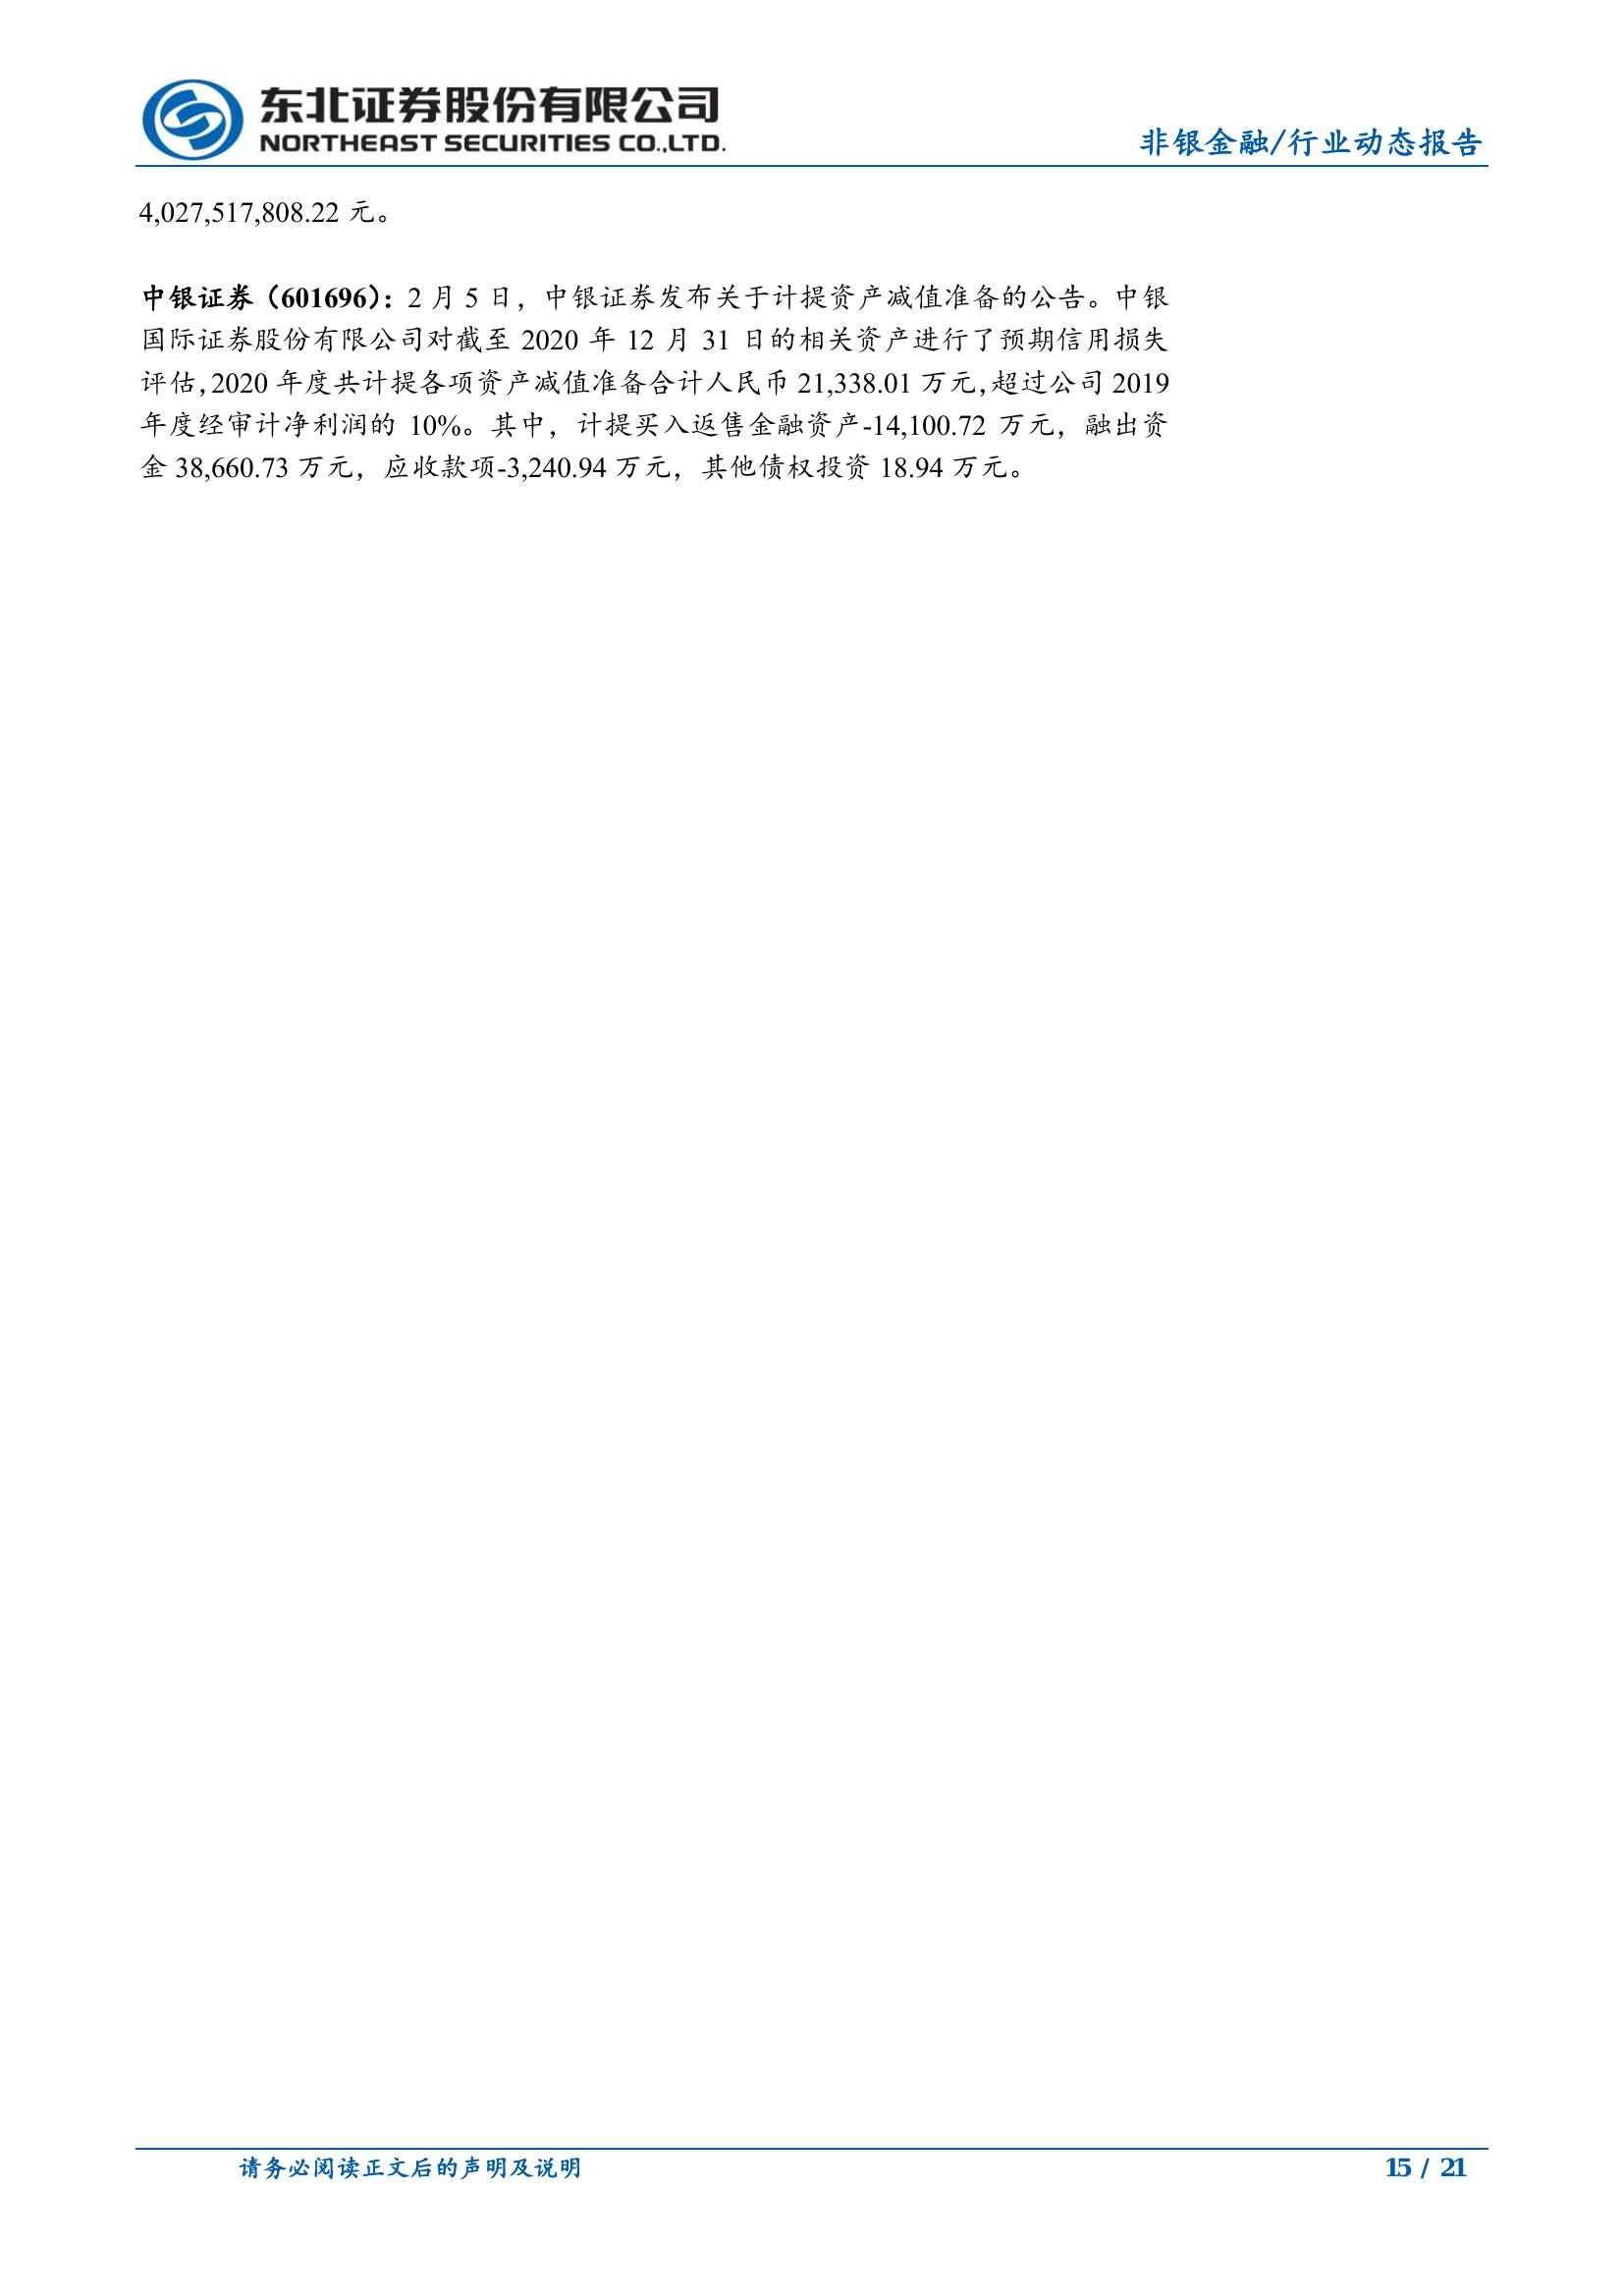 东北证券股份有限公司
NORTHEAST SECURITIES CO.,LTD.
非银金融/行业动态报告
4,027,517,808.22 元。
中银证券（601696）：2 月 5 日，中银证券发布关于计提资产减值准备的公告。中银
国际证券股份有限公司对截至 2020 年 12 月 31 日的相关资产进行了预期信用损失
评估，2020 年度共计提各项资产减值准备合计人民币 21,338.01 万元，超过公司 2019
年度经审计净利润的 10%。其中，计提买入返售金融资产-14,100.72 万元，融出资
金 38,660.73 万元，应收款项-3,240.94 万元，其他债权投资 18.94 万元。
请务必阅读正文后的声明及说明
15 / 21